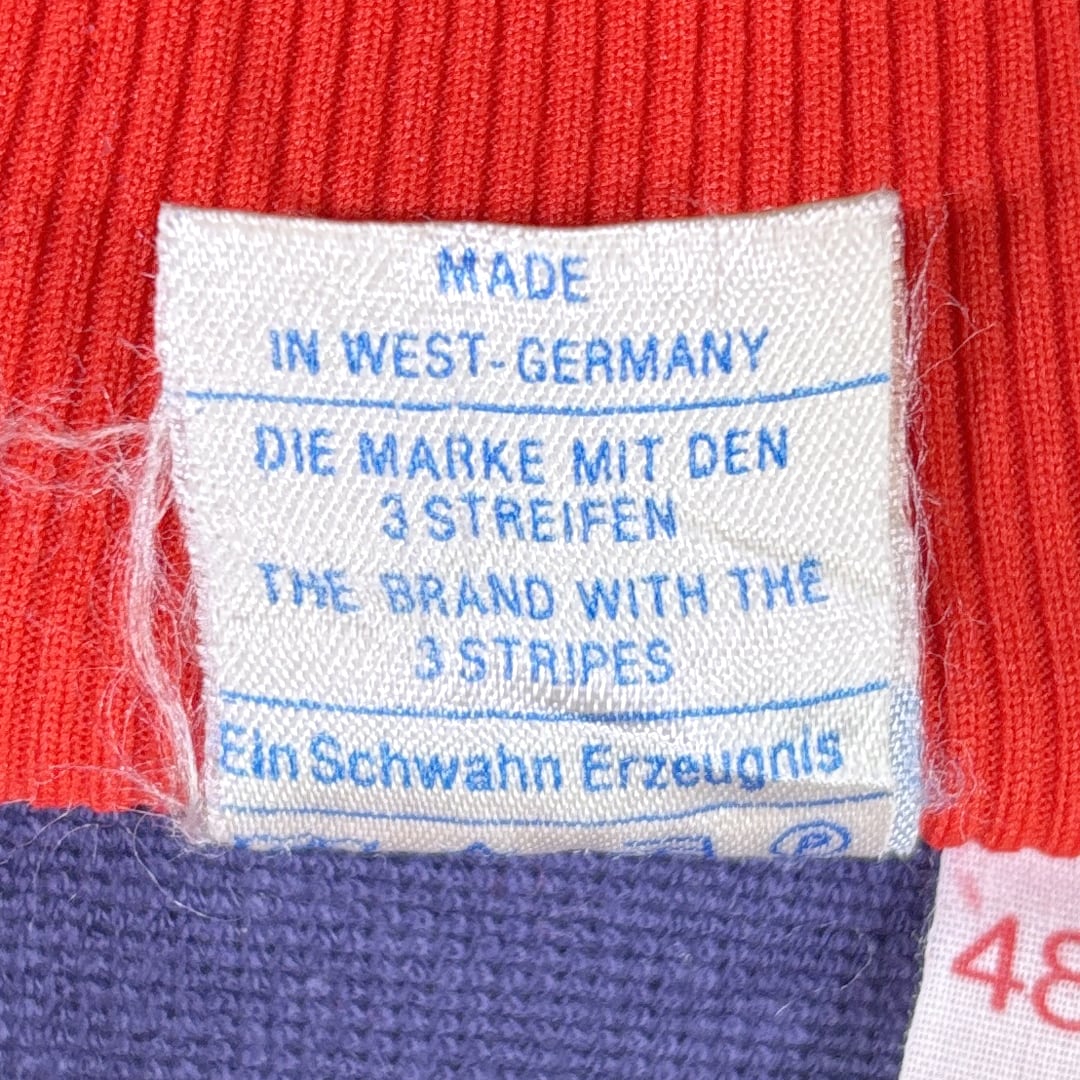 MADE
IN WEST-GERMANY
DIE MARKE MIT DEN
3 STREIFEN
THE BRAND WITH THE
3 STRIPES
Ein Schwahn Erzeugnis
P
48